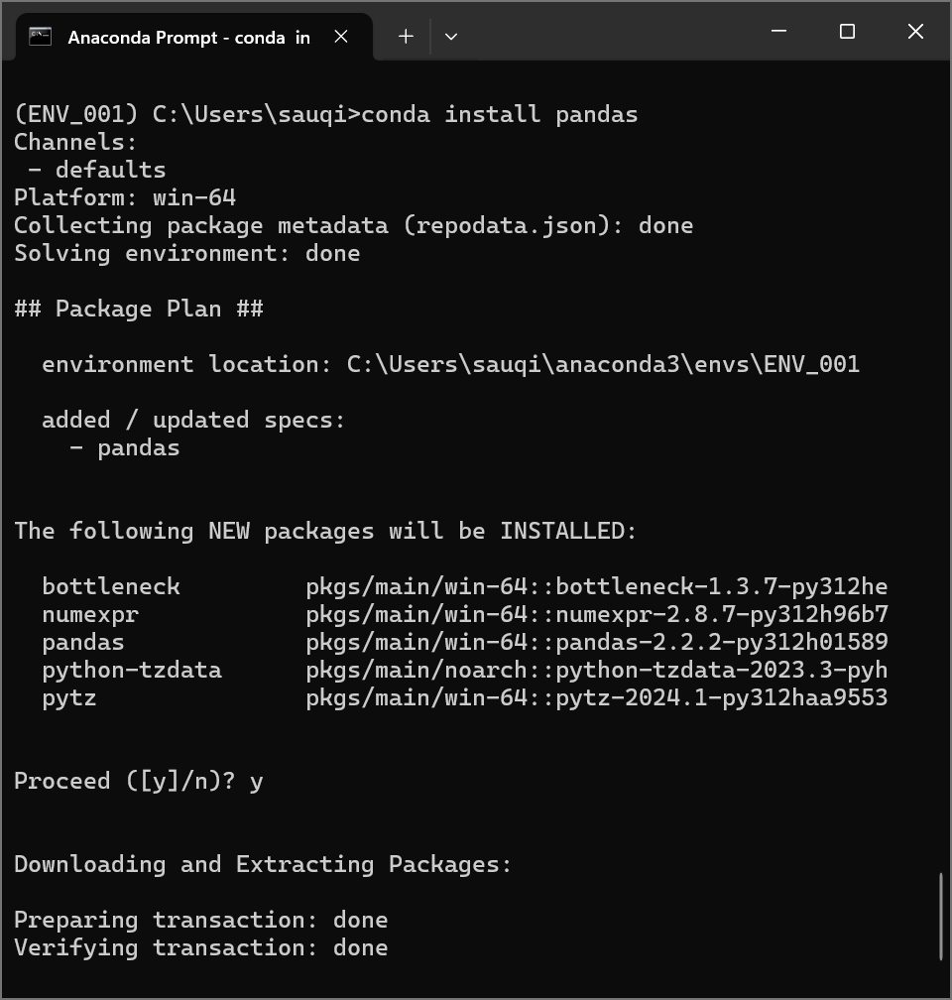 Anaconda Prompt - conda  in
(ENV_001) C:\Users\sauqi>conda install pandas
Channels:
 - defaults
Platform: win-64
Collecting package metadata (repodata.json): done
Solving environment: done
## Package Plan ##
  environment location: C:\Users\sauqi\anaconda3\envs\ENV_001
  added / updated specs:
    - pandas
The following NEW packages will be INSTALLED:
  bottleneck         pkgs/main/win-64::bottleneck-1.3.7-py312he
  numexpr            pkgs/main/win-64::numexpr-2.8.7-py312h96b7
  pandas             pkgs/main/win-64::pandas-2.2.2-py312h01589
  python-tzdata      pkgs/main/noarch::python-tzdata-2023.3-pyh
  pytz               pkgs/main/win-64::pytz-2024.1-py312haa9553
Proceed ([y]/n)? y
Downloading and Extracting Packages:
Preparing transaction: done
Verifying transaction: done